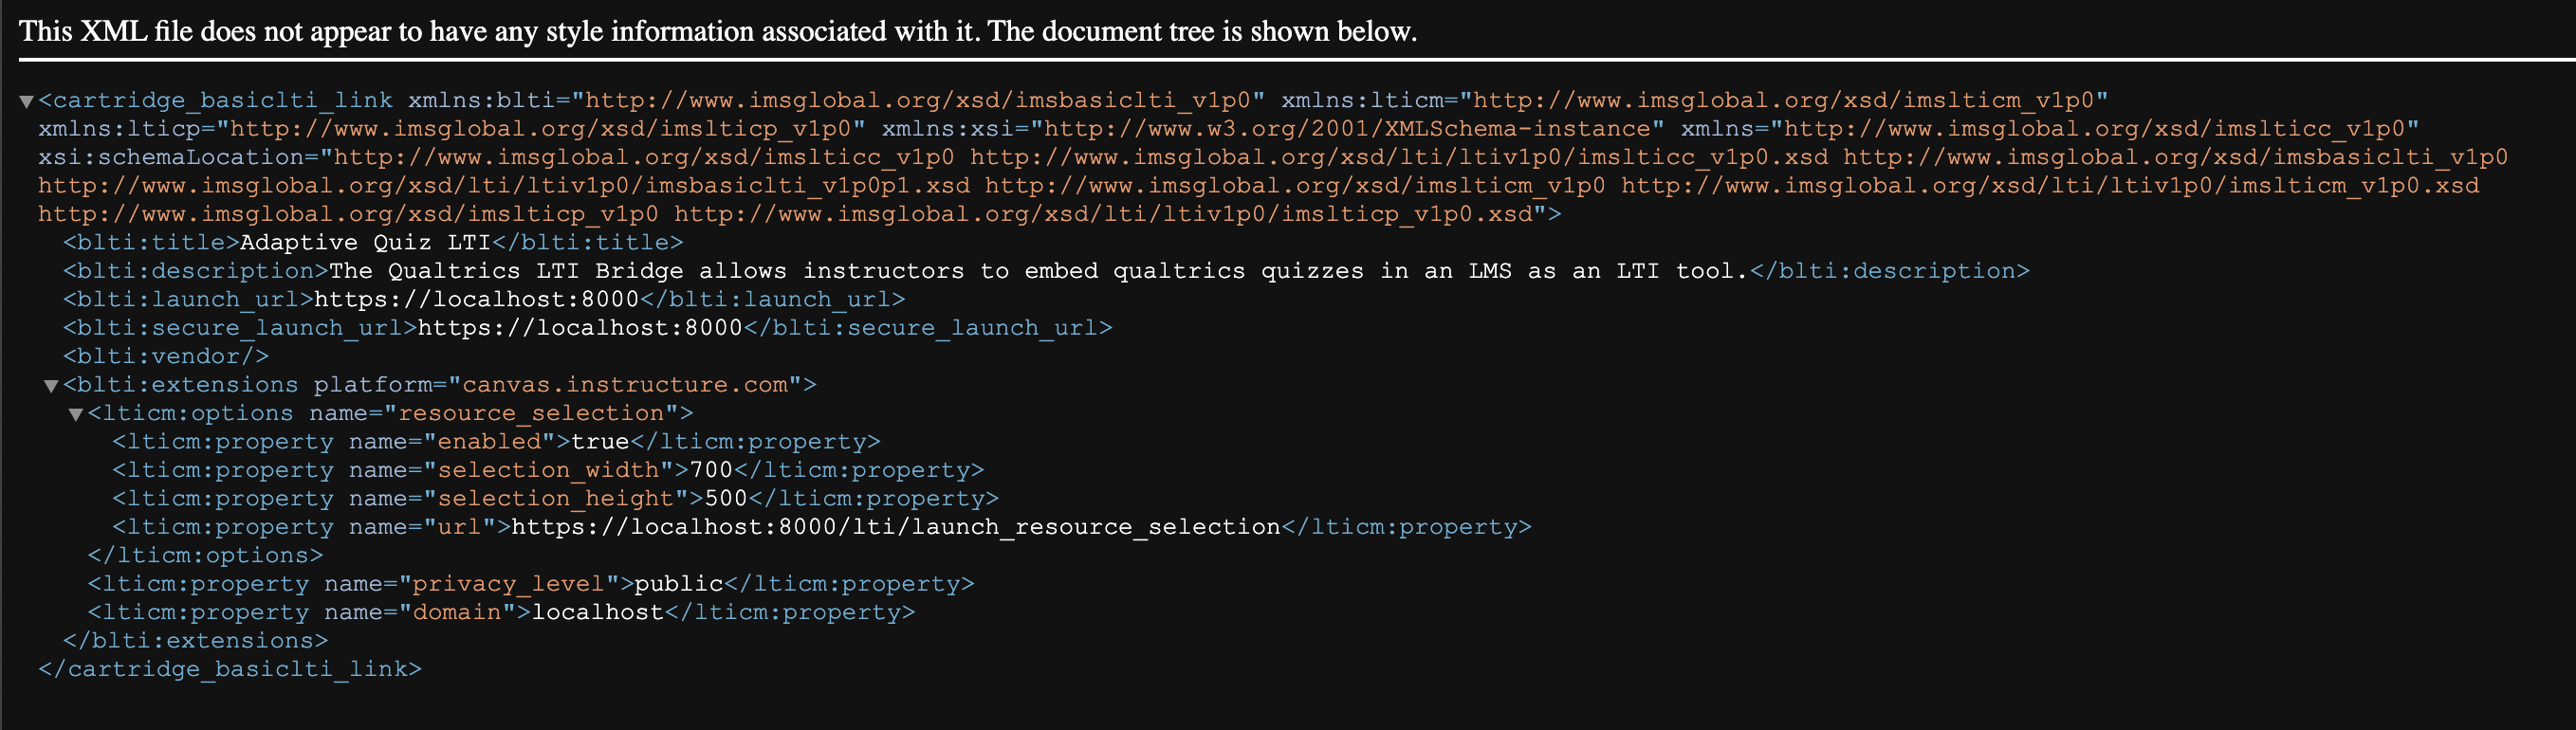 This XML file does not appear to have any style information associated with it. The document tree is shown below.
▼<cartridge_basiclti_link xmlns:blti="http://www.imsglobal.org/xsd/imsbasiclti_v1p0" xmlns:lticm="http://www.imsglobal.org/xsd/imslticm_v1p0"
xmlns:lticp="http://www.imsglobal.org/xsd/imslticp_v1p0" xmlns:xsi="http://www.w3.org/2001/XMLSchema-instance" xmlns="http://www.imsglobal.org/xsd/imslticc_v1p0"
xsi:schemaLocation="http://www.imsglobal.org/xsd/imslticc_v1p0 http://www.imsglobal.org/xsd/lti/ltiv1p0/imslticc_v1p0.xsd http://www.imsglobal.org/xsd/imsbasiclti_v1p0
http://www.imsglobal.org/xsd/lti/ltiv1p0/imsbasiclti_v1p0p1.xsd http://www.imsglobal.org/xsd/imslticm_v1p0 http://www.imsglobal.org/xsd/lti/ltiv1p0/imslticm_v1p0.xsd
http://www.imsglobal.org/xsd/imslticp_v1p0 http://www.imsglobal.org/xsd/lti/ltiv1p0/imslticp_v1p0.xsd">
<blti:title>Adaptive Quiz LTI</blti:title>
<blti:description>The Qualtrics LTI Bridge allows instructors to embed qualtrics quizzes in an LMS as an LTI tool.</blti:description>
<blti:launch_url>https://localhost:8000</blti:launch_url>
<blti:secure_launch_url>https://localhost:8000</blti:secure_launch_url>
<blti:vendor/>
▼<blti:extensions platform="canvas.instructure.com">
▼<lticm:options name="resource_selection">
<lticm:property name="enabled">true</lticm:property>
<lticm:property name="selection_width">700</lticm:property>
<lticm:property name="selection_height">500</lticm:property>
<lticm:property name="url">https://localhost:8000/lti/launch_resource_selection</lticm:property>
</lticm:options>
<lticm:property name="privacy_level">public</lticm:property>
<lticm:property name="domain">localhost</lticm:property>
</blti:extensions>
</cartridge_basiclti_link>